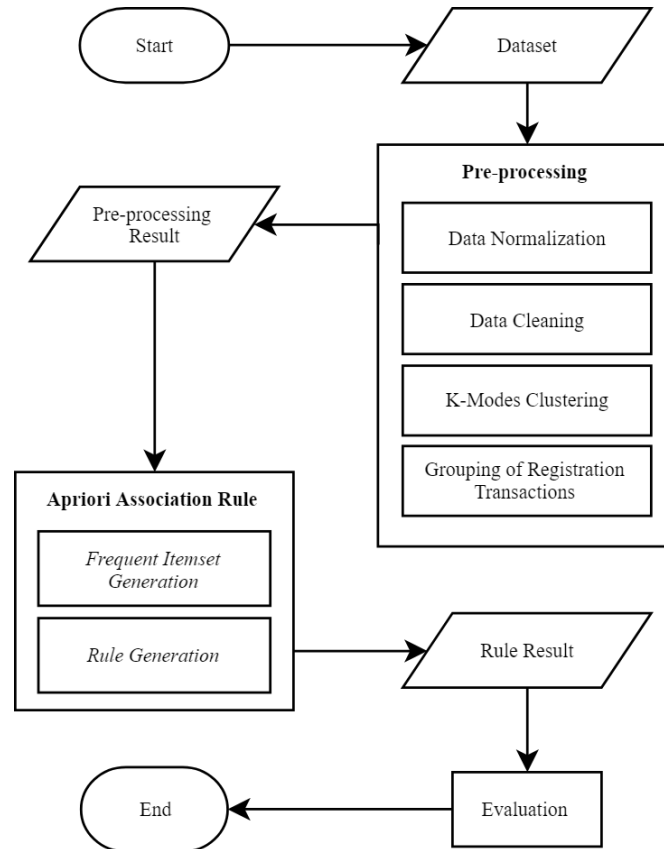 Start
Dataset
Pre-processing
Data Normalization
Data Cleaning
K-Modes Clustering
Grouping of Registration
Transactions
Pre-processing
Result
Apriori Association Rule
Frequent Itemset
Generation
Rule Generation
Rule Result
Evaluation
End